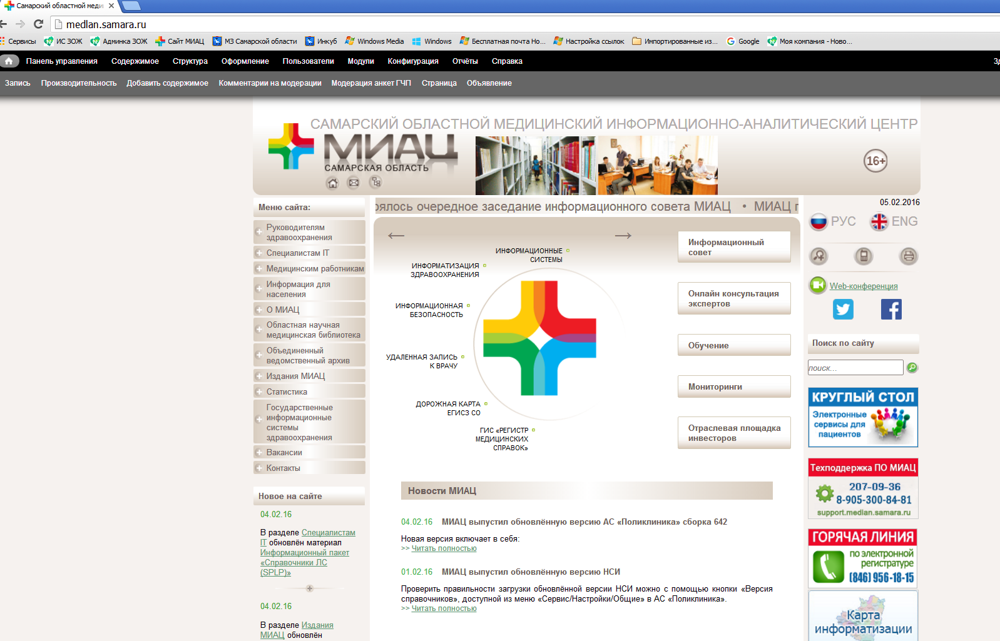 Самарский областной меди
medlan.samara.ru
Сервисы ИС ЗОЖ Админка ЗОЖ Сайт МИАЦ МЗ Самарской области Инкуб Windows Media Windows Бесплатная почта Но... Настройка ссылок Импортированные из... Google Моя компания - Ново...
Панель управления Содержимое Структура Оформление Пользователи Модули Конфигурация Отчёты Справка
Запись Производительность Добавить содержимое Комментарии на модерации Модерация анкет ГЧП Страница Объявление
САМАРСКИЙ ОБЛАСТНОЙ МЕДИЦИНСКИЙ ИНФОРМАЦИОННО-АНАЛИТИЧЕСКИЙ ЦЕНТР
МИАЦ
САМАРСКАЯ ОБЛАСТЬ
16+
Меню сайта:
Руководителям
здравоохранения
Специалистам IT
Медицинским работникам
Информация для
населения
О МИАЦ
Областная научная
медицинская библиотека
Объединенный
ведомственный архив
Издания МИАЦ
Статистика
Государственные
информационные
системы
здравоохранения
Вакансии
Контакты
Новое на сайте
04.02.16
В разделе Специалистам
IT обновлён материал
Информационный пакет
«Справочники ЛС
(SPLP)»
04.02.16
В разделе Издания
МИАЦ обновлён
оялось очередное заседание информационного совета МИАЦ • МИАЦ
← →
ИНФОРМАЦИОННЫЕ
СИСТЕМЫ
ИНФОРМАТИЗАЦИЯ
ЗДРАВООХРАНЕНИЯ
ИНФОРМАЦИОННАЯ
БЕЗОПАСНОСТЬ
УДАЛЕННАЯ ЗАПИСЬ
К ВРАЧУ
ДОРОЖНАЯ КАРТА
ЕГИСЗ СО
ГИС «РЕГИСТР
МЕДИЦИНСКИХ
СПРАВОК»
Информационный
совет
Онлайн консультация
экспертов
Обучение
Мониторинги
Отраслевая площадка
инвесторов
Новости МИАЦ
04.02.16 МИАЦ выпустил обновлённую версию АС «Поликлиника» сборка 642
Новая версия включает в себя:
>> Читать полностью
01.02.16 МИАЦ выпустил обновлённую версию НСИ
Проверить правильности загрузки обновлённой версии НСИ можно с помощью кнопки «Версия
справочников», доступной из меню «Сервис/Настройки/Общие» в АС «Поликлиника».
>> Читать полностью
05.02.2016
РУС ENG
Web-конференция
Поиск по сайту
поиск...
КРУГЛЫЙ СТОЛ
Электронные
сервисы для
пациентов
Техподдержка ПО МИАЦ
207-09-36
8-905-300-84-81
support.medlan.samara.ru
ГОРЯЧАЯ ЛИНИЯ
по электронной
регистратуре
(846) 956-18-15
Карта
информатизации